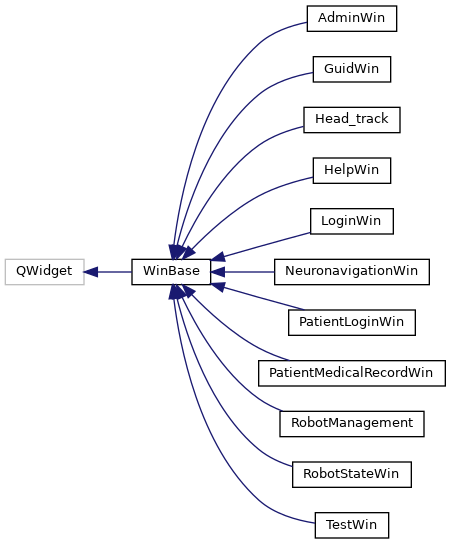 AdminWin
GuidWin
Head_track
HelpWin
LoginWin
QWidget
WinBase
NeuronavigationWin
PatientLoginWin
PatientMedicalRecordWin
RobotManagement
RobotStateWin
TestWin